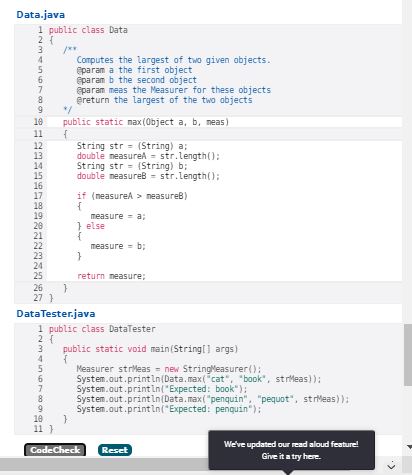 Data.java
1 public class Data
2 {
3 /**
4 Computes the largest of two given objects.
5 @param a the first object
6 @param b the second object
7 @param meas the Measurer for these objects
8 @return the largest of the two objects
9 */
10 public static max(Object a, b, meas)
11 {
12 String str = (String) a;
13 double measureA = str.length();
14 String str = (String) b;
15 double measureB = str.length();
16
17 if (measureA > measureB)
18 {
19 measure = a;
20 } else
21 {
22 measure = b;
23 }
24
25 return measure;
26 }
27 }
DataTester.java
1 public class DataTester
2 {
3 public static void main(String[] args)
4 {
5 Measurer strMeas = new StringMeasurer();
6 System.out.println(Data.max("cat", "book", strMeas));
7 System.out.println("Expected: book");
8 System.out.println(Data.max("penquin", "pequot", strMeas));
9 System.out.println("Expected: penquin");
10 }
11 }
CodeCheck Reset
We've updated our read aloud feature!
Give it a try here.